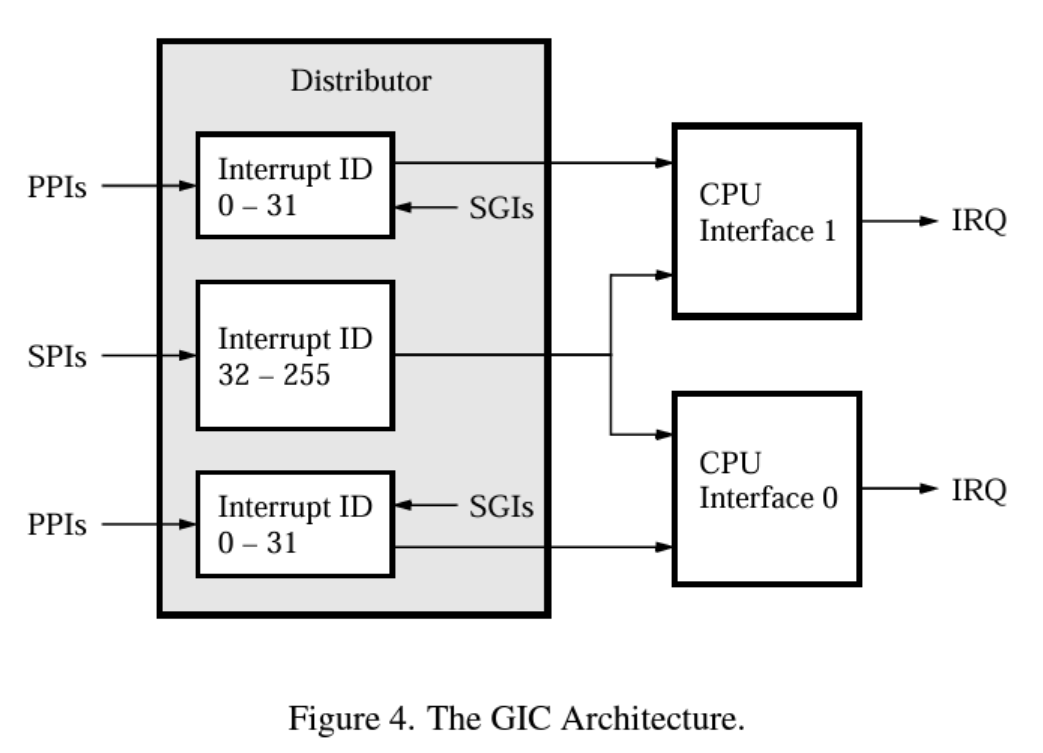 Distributor
PPIs
Interrupt ID
0 – 31
SGIs
CPU
Interface 1
IRQ
SPIs
Interrupt ID
32 – 255
PPIs
Interrupt ID
0 – 31
SGIs
CPU
Interface 0
IRQ
Figure 4. The GIC Architecture.